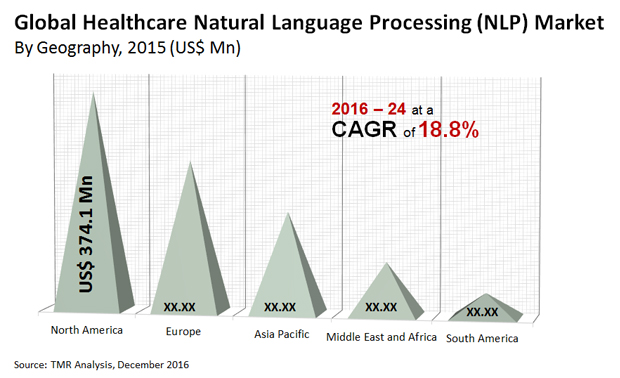 Global Healthcare Natural Language Processing (NLP) Market
By Geography, 2015 (US$ Mn)
2016 – 24 at a
CAGR of 18.8%
US$ 374.1 Mn
XX.XX
XX.XX
XX.XX
XX.XX
North America
Europe
Asia Pacific
Middle East and Africa
South America
Source: TMR Analysis, December 2016